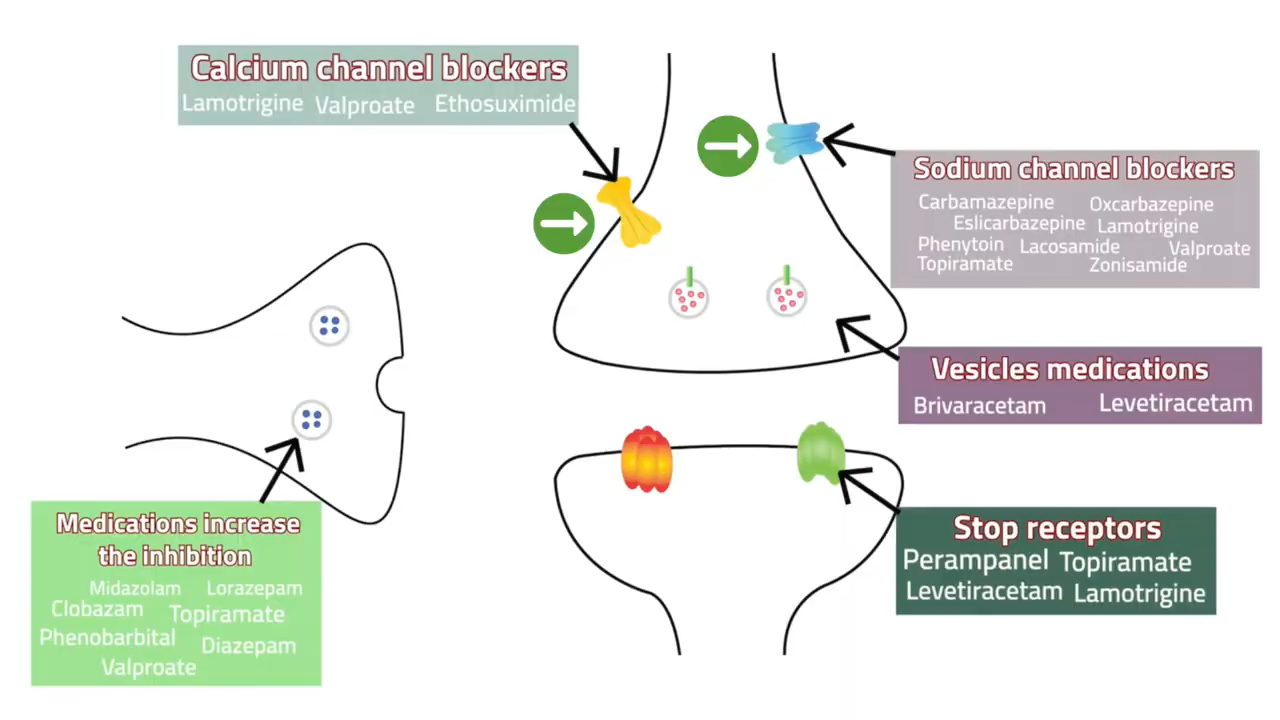 Calcium channel blockers
Lamotrigine Valproate Ethosuximide
Sodium channel blockers
Carbamazepine Oxcarbazepine
Eslicarbazepine Lamotrigine
Phenytoin Lacosamide Valproate
Topiramate Zonisamide
Vesicles medications
Brivaracetam Levetiracetam
Stop receptors
Perampanel Topiramate
Levetiracetam Lamotrigine
Medications increase
the inhibition
Midazolam Lorazepam
Clobazam Topiramate
Phenobarbital Diazepam
Valproate